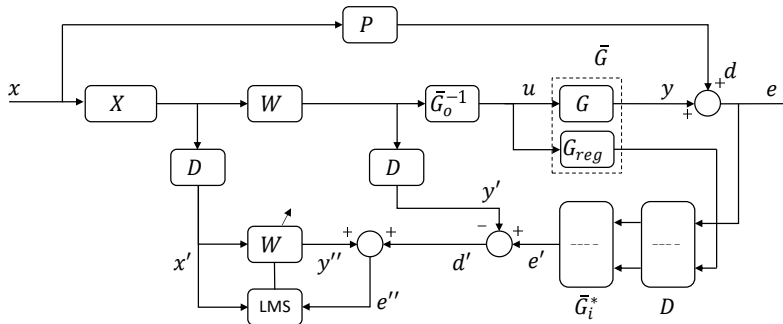 P
Ḡ
d
x
X
W
Ḡₒ⁻¹
u
G
y
+
+
e
D
D
G_reg
y′
W
+
+
−
+
x′
y′′
d′
e′
LMS
e′′
Ḡᵢ*
D